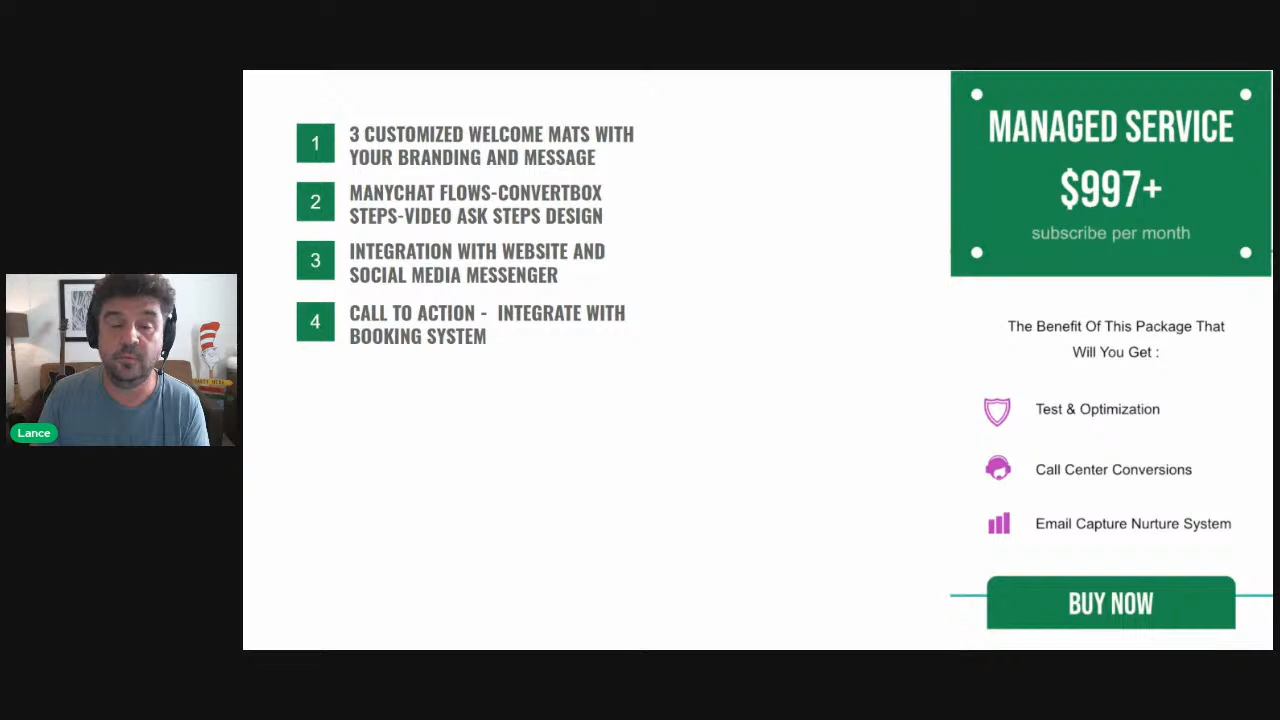 1
3 CUSTOMIZED WELCOME MATS WITH
YOUR BRANDING AND MESSAGE
2
MANYCHAT FLOWS-CONVERTBOX
STEPS-VIDEO ASK STEPS DESIGN
3
INTEGRATION WITH WEBSITE AND
SOCIAL MEDIA MESSENGER
4
CALL TO ACTION - INTEGRATE WITH
BOOKING SYSTEM
MANAGED SERVICE
$997+
subscribe per month
The Benefit Of This Package That
Will You Get :
Test & Optimization
Call Center Conversions
Email Capture Nurture System
BUY NOW
Lance